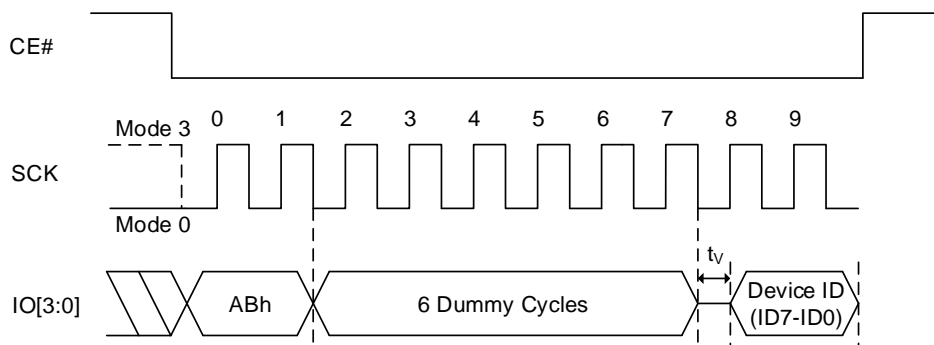 CE#
0 1 2 3 4 5 6 7 8 9
Mode 3
SCK
Mode 0
tV
IO[3:0]
ABh
6 Dummy Cycles
Device ID
(ID7-ID0)